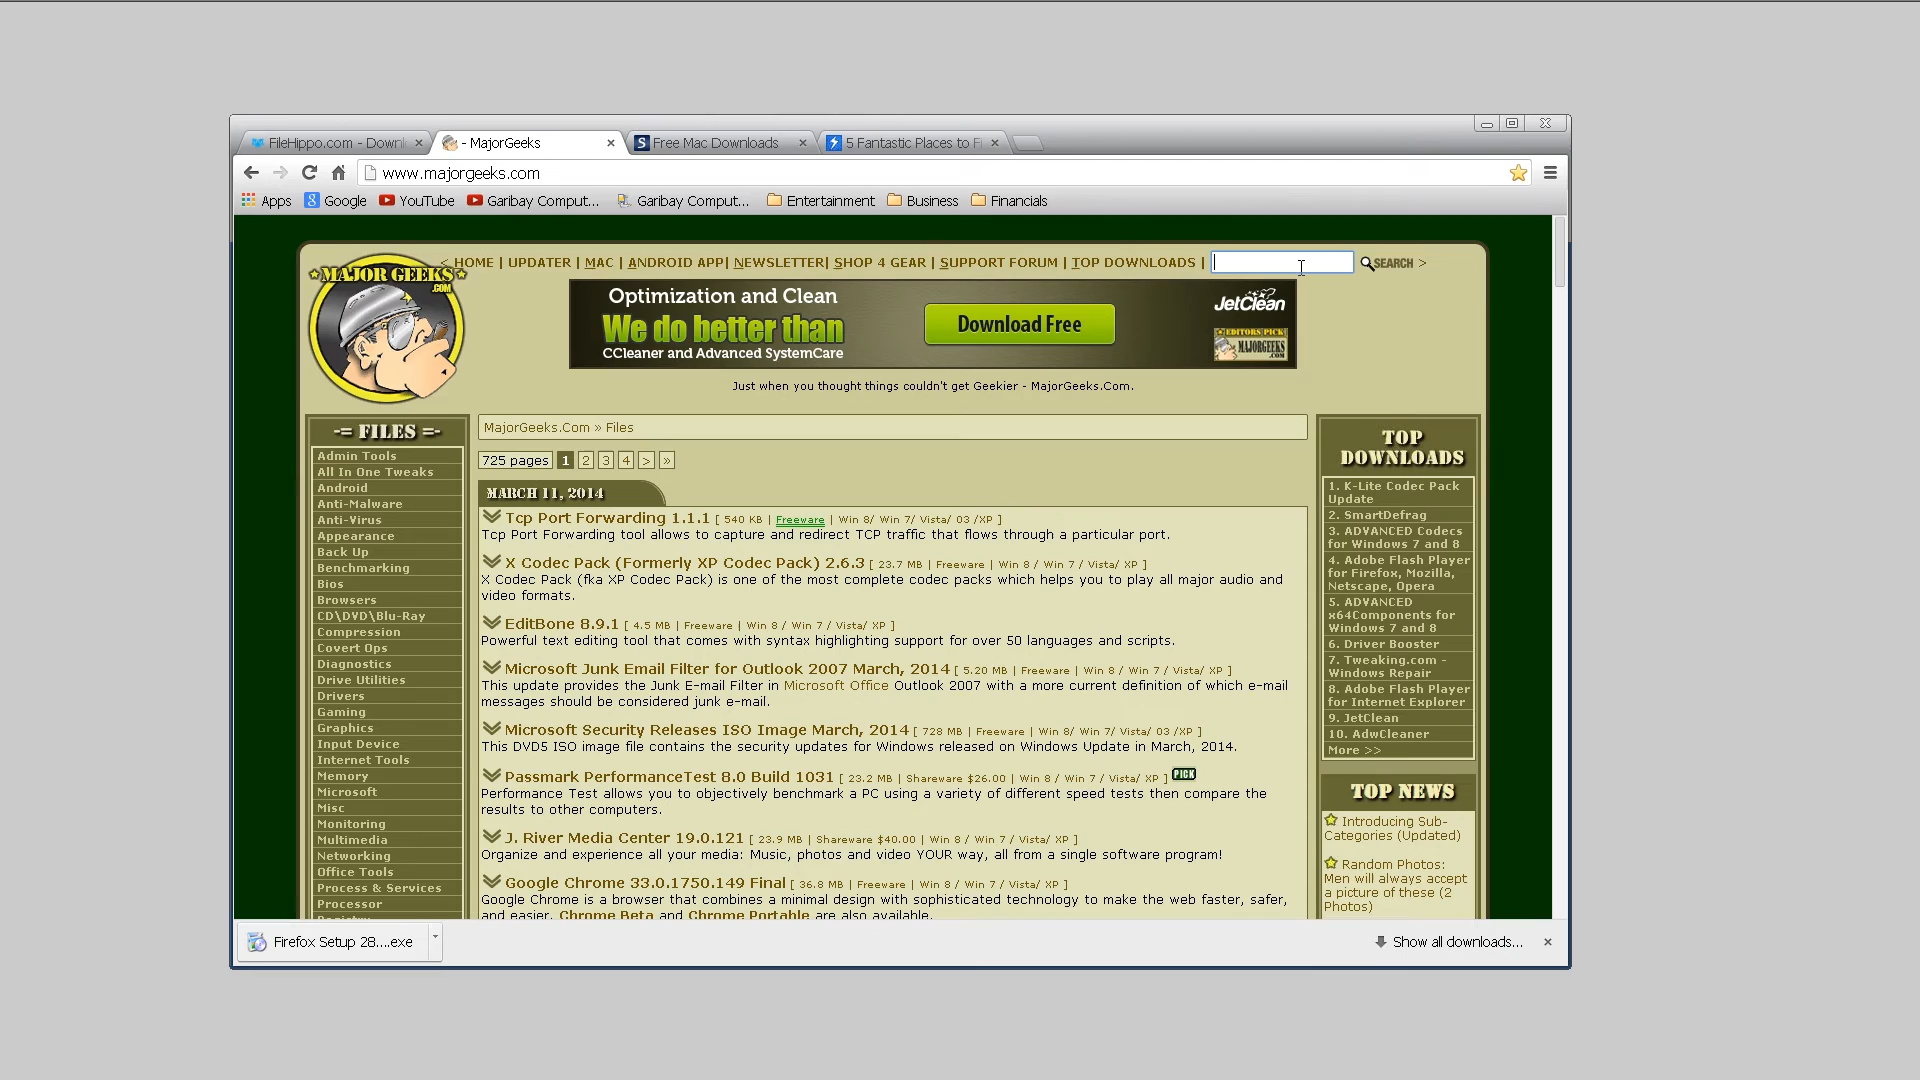 FileHippo.com - Downl
- MajorGeeks
Free Mac Downloads
5 Fantastic Places to Fi
www.majorgeeks.com
Apps
Google
YouTube
Garibay Comput...
Garibay Comput...
Entertainment
Business
Financials
MAJOR GEEKS
.COM
< HOME | UPDATER | MAC | ANDROID APP| NEWSLETTER| SHOP 4 GEAR | SUPPORT FORUM | TOP DOWNLOADS |
SEARCH >
Optimization and Clean
We do better than
CCleaner and Advanced SystemCare
Download Free
JetClean
EDITORS PICK
MAJORGEEKS
.COM
Just when you thought things couldn't get Geekier - MajorGeeks.Com.
-= FILES =-
Admin Tools
All In One Tweaks
Android
Anti-Malware
Anti-Virus
Appearance
Back Up
Benchmarking
Bios
Browsers
CD\DVD\Blu-Ray
Compression
Covert Ops
Diagnostics
Drive Utilities
Drivers
Gaming
Graphics
Input Device
Internet Tools
Memory
Microsoft
Misc
Monitoring
Multimedia
Networking
Office Tools
Process & Services
Processor
MajorGeeks.Com » Files
725 pages 1 2 3 4 > »
MARCH 11, 2014
Tcp Port Forwarding 1.1.1 [ 540 KB | Freeware | Win 8/ Win 7/ Vista/ 03 /XP ]
Tcp Port Forwarding tool allows to capture and redirect TCP traffic that flows through a particular port.
X Codec Pack (Formerly XP Codec Pack) 2.6.3 [ 23.7 MB | Freeware | Win 8 / Win 7 / Vista/ XP ]
X Codec Pack (fka XP Codec Pack) is one of the most complete codec packs which helps you to play all major audio and
video formats.
EditBone 8.9.1 [ 4.5 MB | Freeware | Win 8 / Win 7 / Vista/ XP ]
Powerful text editing tool that comes with syntax highlighting support for over 50 languages and scripts.
Microsoft Junk Email Filter for Outlook 2007 March, 2014 [ 5.20 MB | Freeware | Win 8 / Win 7 / Vista/ XP ]
This update provides the Junk E-mail Filter in Microsoft Office Outlook 2007 with a more current definition of which e-mail
messages should be considered junk e-mail.
Microsoft Security Releases ISO Image March, 2014 [ 728 MB | Freeware | Win 8/ Win 7/ Vista/ 03 /XP ]
This DVD5 ISO image file contains the security updates for Windows released on Windows Update in March, 2014.
Passmark PerformanceTest 8.0 Build 1031 [ 23.2 MB | Shareware $26.00 | Win 8 / Win 7 / Vista/ XP ] PICK
Performance Test allows you to objectively benchmark a PC using a variety of different speed tests then compare the
results to other computers.
J. River Media Center 19.0.121 [ 23.9 MB | Shareware $40.00 | Win 8 / Win 7 / Vista/ XP ]
Organize and experience all your media: Music, photos and video YOUR way, all from a single software program!
Google Chrome 33.0.1750.149 Final [ 36.8 MB | Freeware | Win 8 / Win 7 / Vista/ XP ]
Google Chrome is a browser that combines a minimal design with sophisticated technology to make the web faster, safer,
and easier. Chrome Beta and Chrome Portable are also available.
TOP
DOWNLOADS
1. K-Lite Codec Pack
Update
2. SmartDefrag
3. ADVANCED Codecs
for Windows 7 and 8
4. Adobe Flash Player
for Firefox, Mozilla,
Netscape, Opera
5. ADVANCED
x64Components for
Windows 7 and 8
6. Driver Booster
7. Tweaking.com -
Windows Repair
8. Adobe Flash Player
for Internet Explorer
9. JetClean
10. AdwCleaner
More >>
TOP NEWS
Introducing Sub-
Categories (Updated)
Random Photos:
Men will always accept
a picture of these (2
Photos)
Firefox Setup 28....exe
Show all downloads...